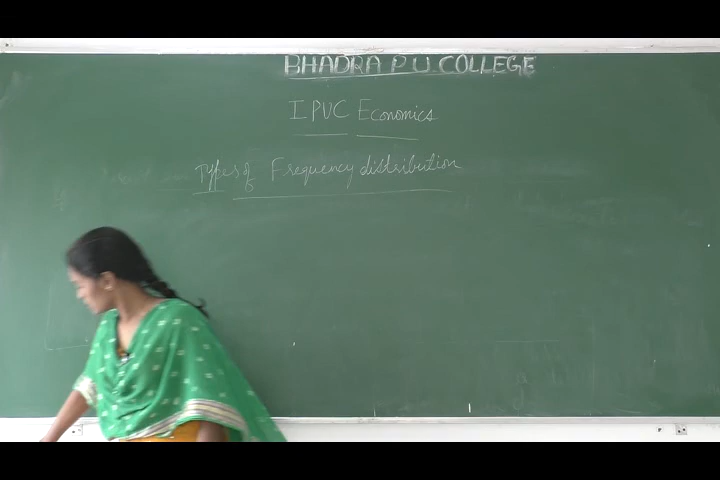 BHADRA P U COLLEGE
I PUC Economics
Types of Frequency distribution